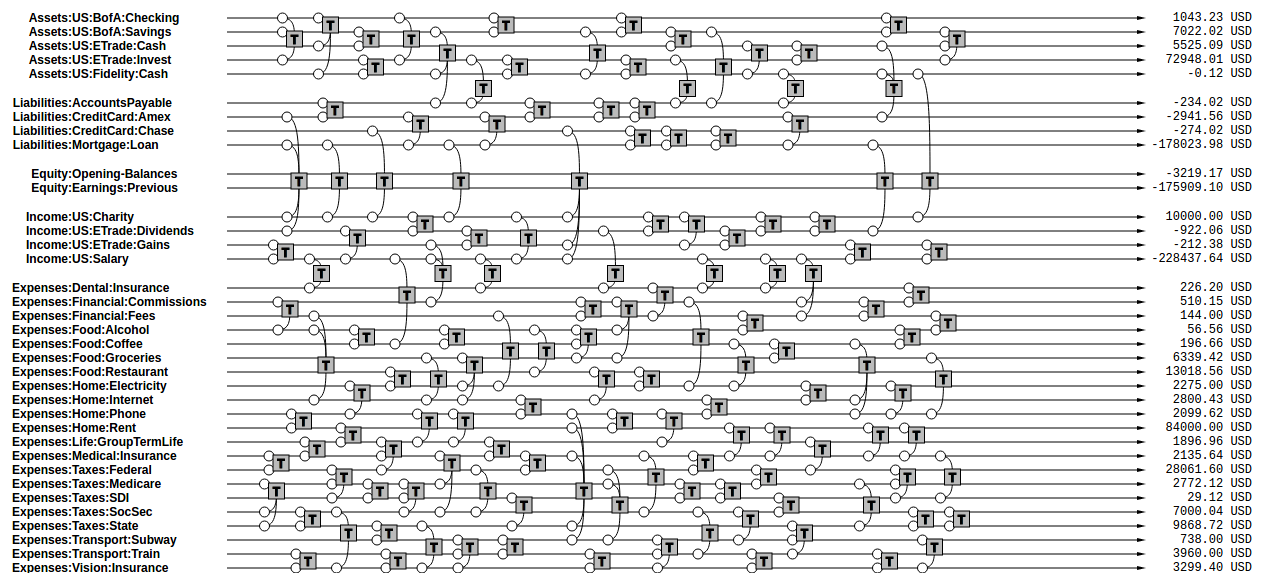 Assets:US:BofA:Checking 1043.23 USD
Assets:US:BofA:Savings 7022.02 USD
Assets:US:ETrade:Cash 5525.09 USD
Assets:US:ETrade:Invest 72948.01 USD
Assets:US:Fidelity:Cash -0.12 USD
Liabilities:AccountsPayable -234.02 USD
Liabilities:CreditCard:Amex -2941.56 USD
Liabilities:CreditCard:Chase -274.02 USD
Liabilities:Mortgage:Loan -178023.98 USD
Equity:Opening-Balances -3219.17 USD
Equity:Earnings:Previous -175909.10 USD
Income:US:Charity 10000.00 USD
Income:US:ETrade:Dividends -922.06 USD
Income:US:ETrade:Gains -212.38 USD
Income:US:Salary -228437.64 USD
Expenses:Dental:Insurance 226.20 USD
Expenses:Financial:Commissions 510.15 USD
Expenses:Financial:Fees 144.00 USD
Expenses:Food:Alcohol 56.56 USD
Expenses:Food:Coffee 196.66 USD
Expenses:Food:Groceries 6339.42 USD
Expenses:Food:Restaurant 13018.56 USD
Expenses:Home:Electricity 2275.00 USD
Expenses:Home:Internet 2800.43 USD
Expenses:Home:Phone 2099.62 USD
Expenses:Home:Rent 84000.00 USD
Expenses:Life:GroupTermLife 1896.96 USD
Expenses:Medical:Insurance 2135.64 USD
Expenses:Taxes:Federal 28061.60 USD
Expenses:Taxes:Medicare 2772.12 USD
Expenses:Taxes:SDI 29.12 USD
Expenses:Taxes:SocSec 7000.04 USD
Expenses:Taxes:State 9868.72 USD
Expenses:Transport:Subway 738.00 USD
Expenses:Transport:Train 3960.00 USD
Expenses:Vision:Insurance 3299.40 USD